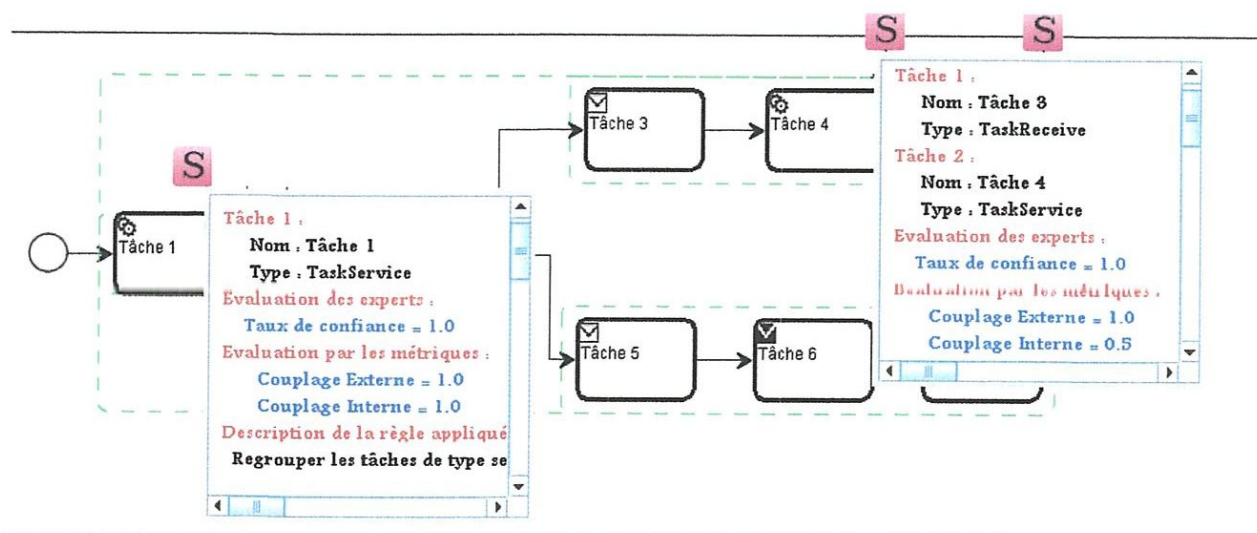 S
S
Tâche 3
Tâche 4
Tâche 1 :
Nom : Tâche 3
Type : TaskReceive
Tâche 2 :
Nom : Tâche 4
Type : TaskService
Evaluation des experts :
Taux de confiance = 1.0
Evaluation par les métriques :
Couplage Externe = 1.0
Couplage Interne = 0.5
S
Tâche 1
Tâche 1 :
Nom : Tâche 1
Type : TaskService
Evaluation des experts :
Taux de confiance = 1.0
Evaluation par les métriques :
Couplage Externe = 1.0
Couplage Interne = 1.0
Description de la règle appliqué
Regrouper les tâches de type se
Tâche 5
Tâche 6